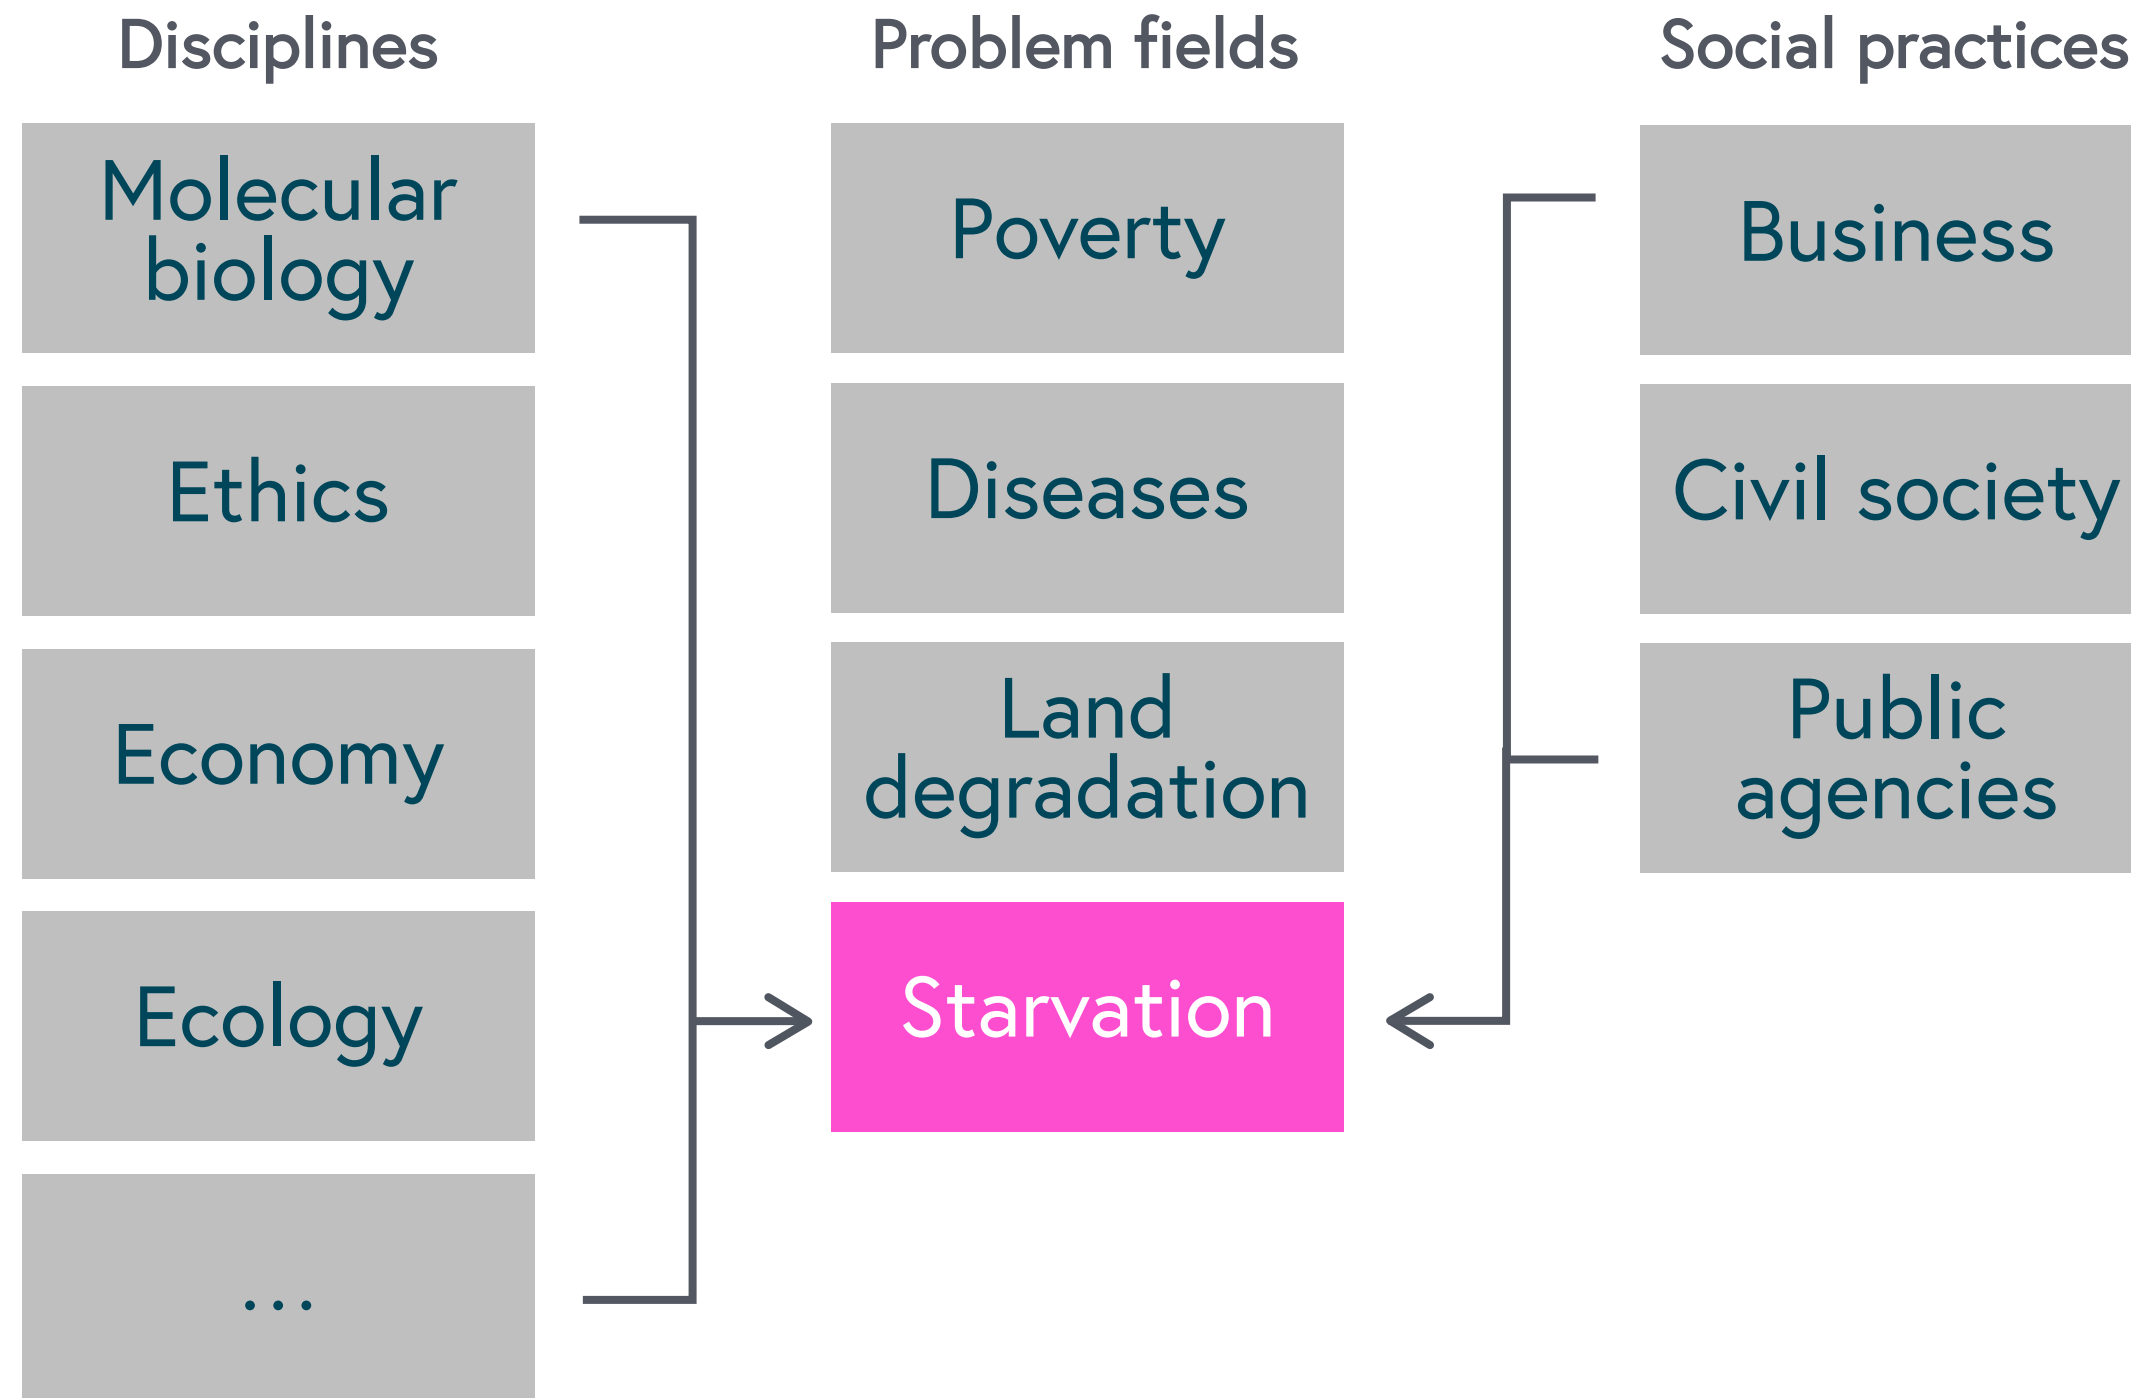 Disciplines
Molecular
biology
Ethics
Economy
Ecology
...
Problem fields
Poverty
Diseases
Land
degradation
Starvation
Social practices
Business
Civil society
Public
agencies